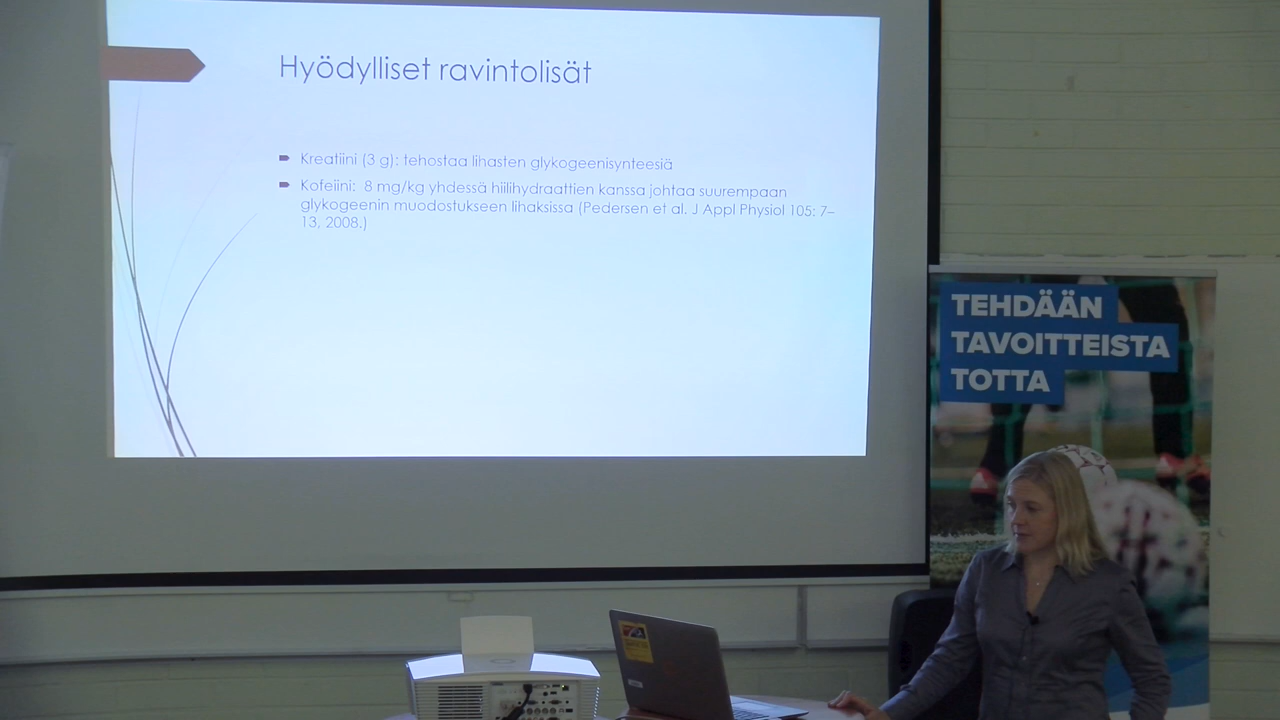 Hyödylliset ravintolisät
Kreatiini (3 g): tehostaa lihasten glykogeenisynteesiä
Kofeiini: 8 mg/kg yhdessä hiilihydraattien kanssa johtaa suurempaan
glykogeenin muodostukseen lihaksissa (Pedersen et al. J Appl Physiol 105: 7–
13, 2008.)
TEHDÄÄN
TAVOITTEISTA
TOTTA